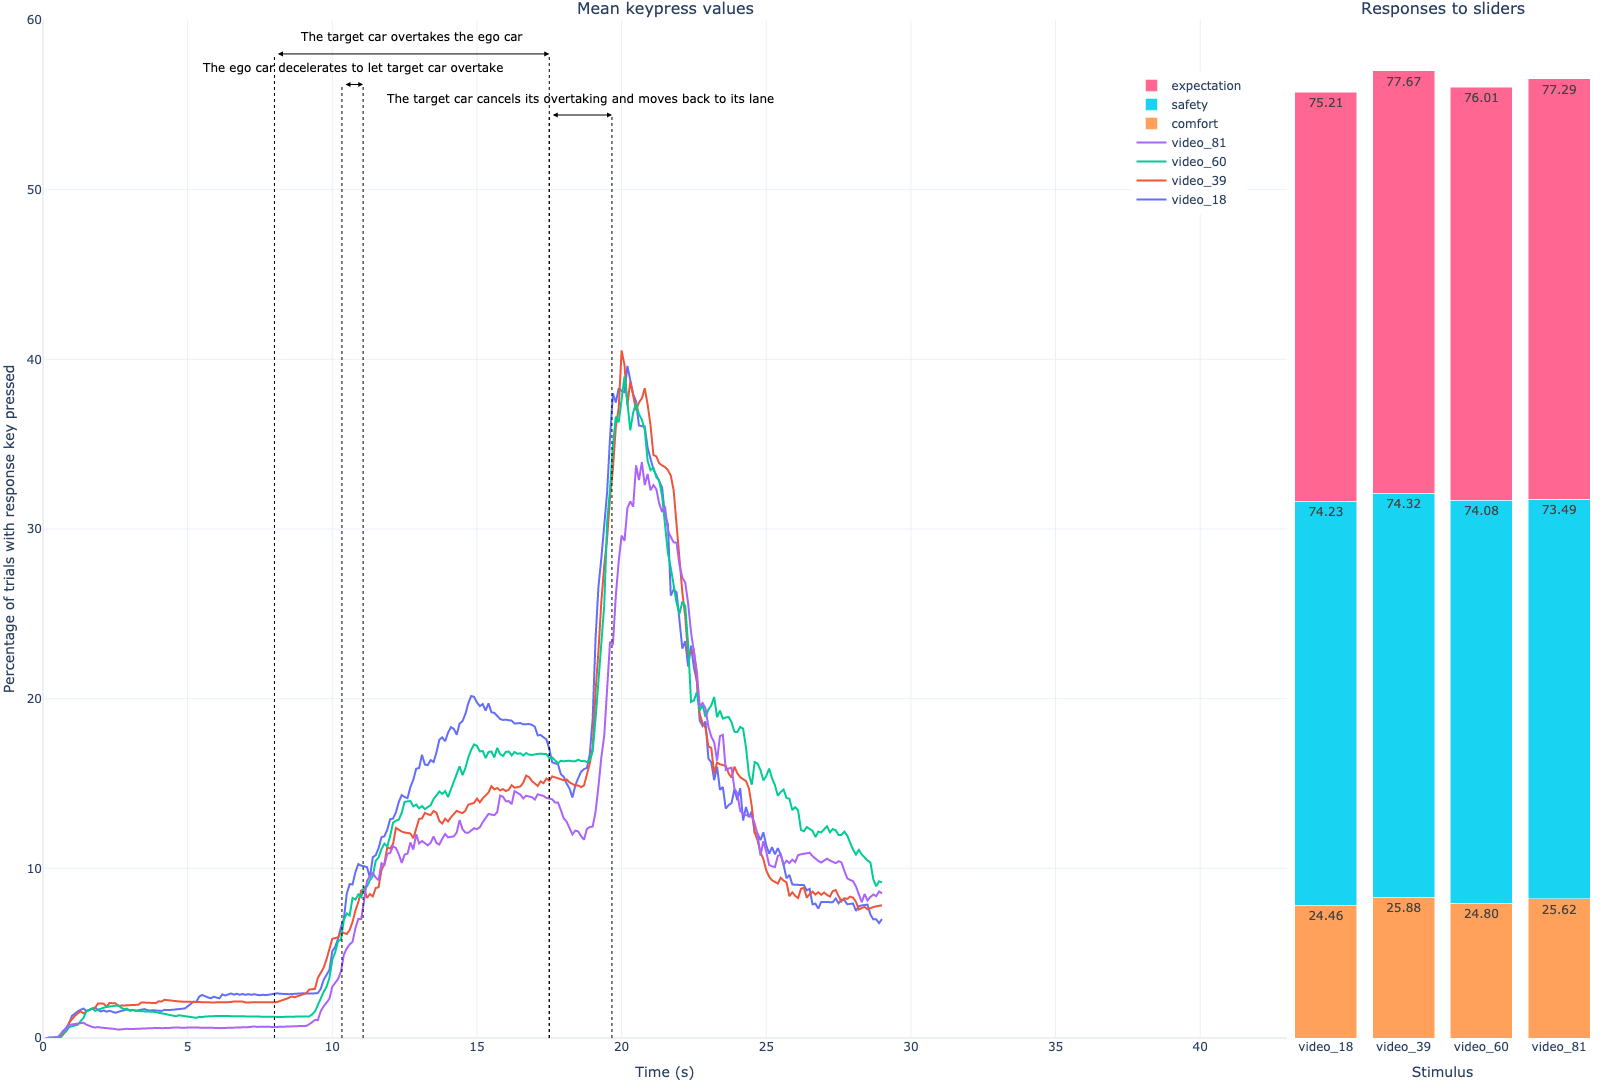 Mean keypress values
Responses to sliders
60
50
40
30
20
10
0
Percentage of trials with response key pressed
The target car overtakes the ego car
The ego car decelerates to let target car overtake
The target car cancels its overtaking and moves back to its lane
expectation
safety
comfort
video_81
video_60
video_39
video_18
0 5 10 15 20 25 30 35 40
Time (s)
75.21 77.67 76.01 77.29
74.23 74.32 74.08 73.49
24.46 25.88 24.80 25.62
video_18 video_39 video_60 video_81
Stimulus